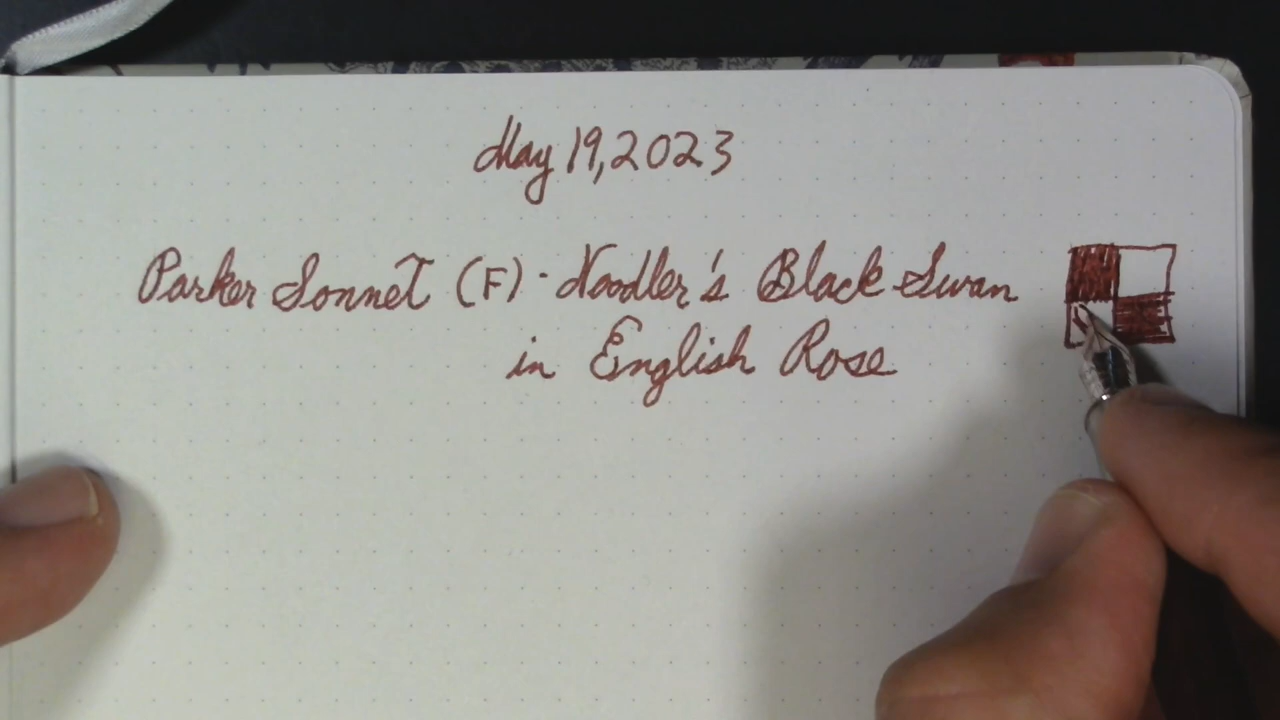 May 19, 2023
Parker Sonnet (F) · Noodler's Black Swan
in English Rose